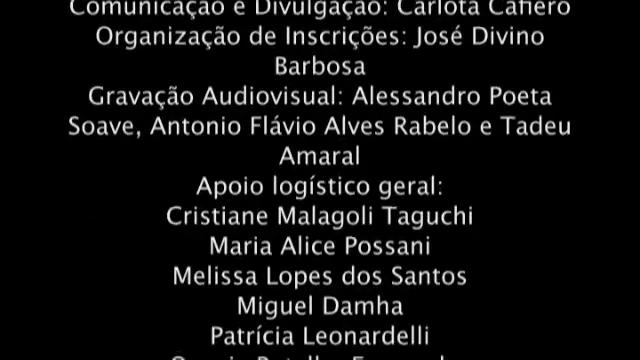 Comunicação e Divulgação: Carlota Cafiero
Organização de Inscrições: José Divino
Barbosa
Gravação Audiovisual: Alessandro Poeta
Soave, Antonio Flávio Alves Rabelo e Tadeu
Amaral
Apoio logístico geral:
Cristiane Malagoli Taguchi
Maria Alice Possani
Melissa Lopes dos Santos
Miguel Damha
Patrícia Leonardelli